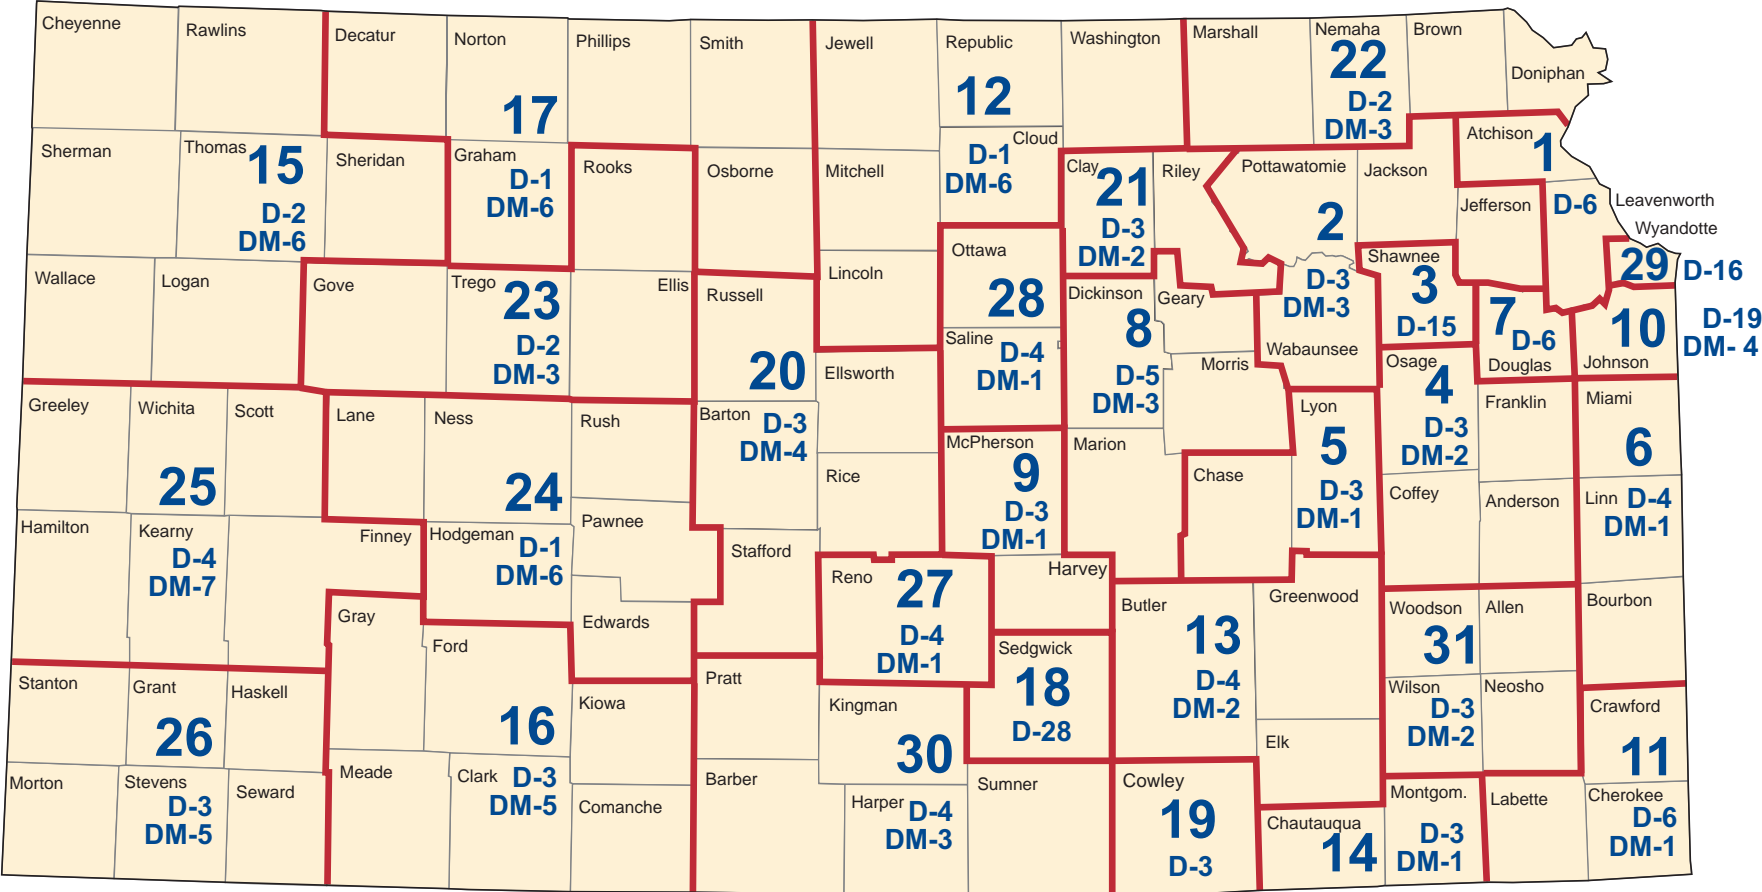 Cheyenne
Rawlins
Decatur
Norton
Phillips
Smith
Jewell
Republic
Washington
Marshall
Nemaha
Brown
Doniphan
17
12
22
D-2
DM-3
Sherman
Thomas
15
D-2
DM-6
Sheridan
Graham
D-1
DM-6
Rooks
Osborne
Mitchell
Cloud
D-1
DM-6
Clay
21
D-3
DM-2
Riley
Pottawatomie
2
D-3
DM-3
Jackson
Atchison
1
D-6
Jefferson
Leavenworth
Wyandotte
29
D-16
Wallace
Logan
Gove
Trego
23
D-2
DM-3
Ellis
Russell
20
Lincoln
Ottawa
28
Saline
D-4
DM-1
Dickinson
8
D-5
DM-3
Geary
Morris
Wabaunsee
Shawnee
3
D-15
7
D-6
Douglas
10
Johnson
D-19
DM- 4
Greeley
Wichita
Scott
25
Lane
Ness
24
Rush
Barton
D-3
DM-4
Ellsworth
Rice
McPherson
9
D-3
DM-1
Marion
Chase
Lyon
5
D-3
DM-1
Osage
4
D-3
DM-2
Franklin
Miami
6
Coffey
Anderson
Linn
D-4
DM-1
Hamilton
Kearny
D-4
DM-7
Finney
Hodgeman
D-1
DM-6
Pawnee
Edwards
Stafford
Reno
27
D-4
DM-1
Harvey
Butler
13
D-4
DM-2
Greenwood
Woodson
31
Allen
Bourbon
Gray
Ford
Stanton
Grant
Haskell
26
16
Kiowa
Pratt
Kingman
30
Sedgwick
18
D-28
Elk
Wilson
D-3
DM-2
Neosho
Crawford
11
Morton
Stevens
D-3
DM-5
Seward
Meade
Clark
D-3
DM-5
Comanche
Barber
Harper
D-4
DM-3
Sumner
Cowley
19
D-3
Chautauqua
14
Montgom.
D-3
DM-1
Labette
Cherokee
D-6
DM-1